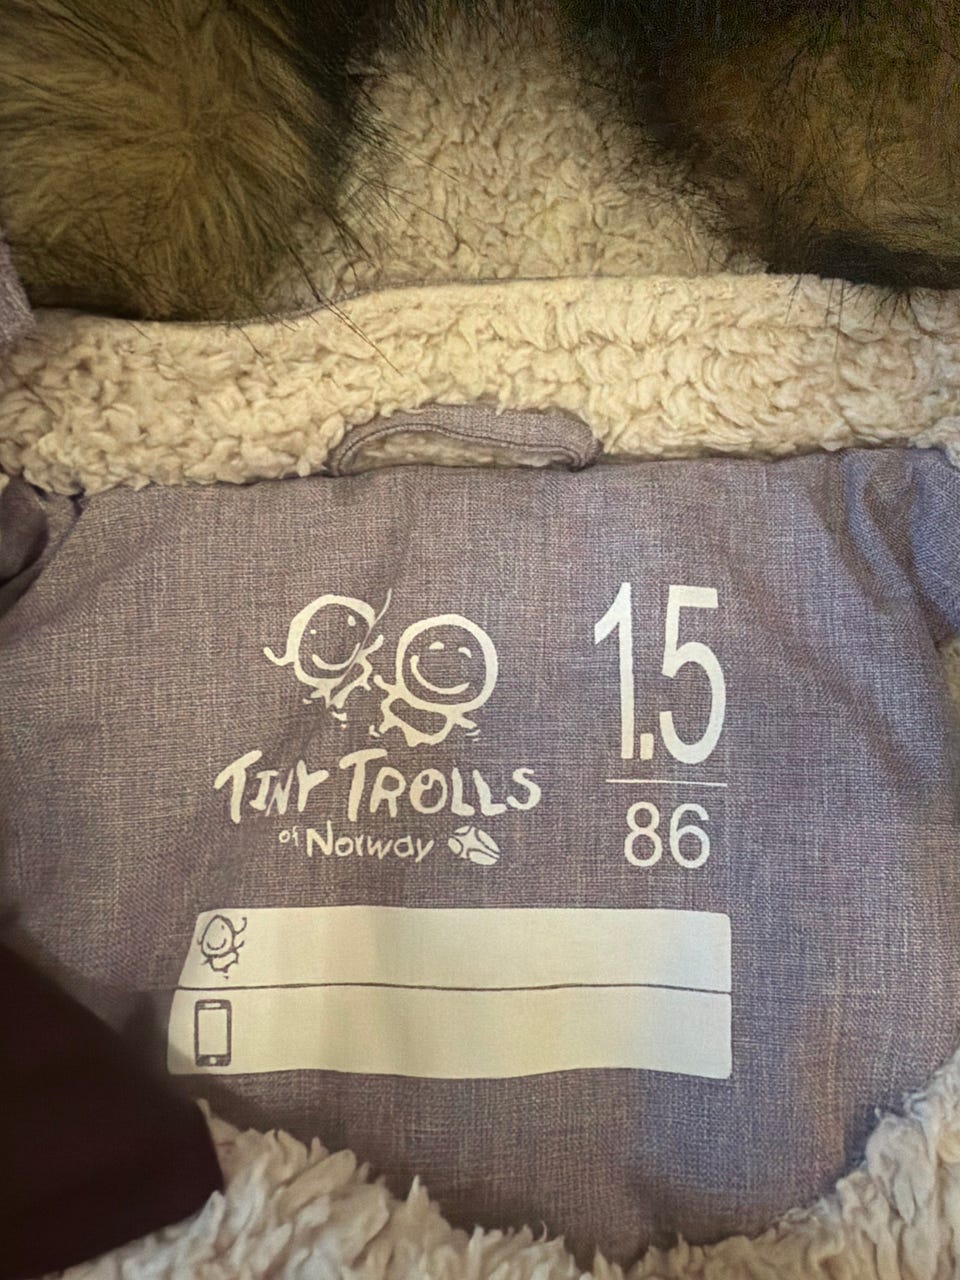 TINY TROLLS
of Norway
1.5
86